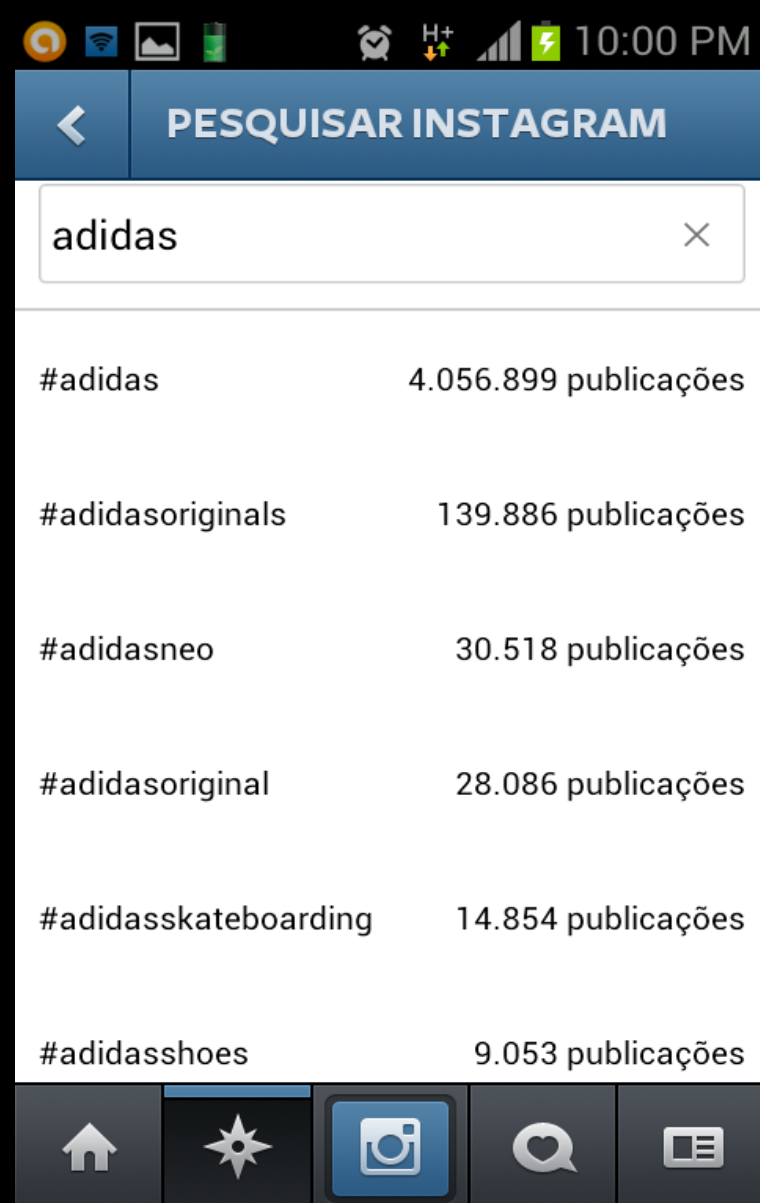 H+ 10:00 PM
PESQUISAR INSTAGRAM
adidas
#adidas 4.056.899 publicações
#adidasoriginals 139.886 publicações
#adidasneo 30.518 publicações
#adidasoriginal 28.086 publicações
#adidasskateboarding 14.854 publicações
#adidasshoes 9.053 publicações